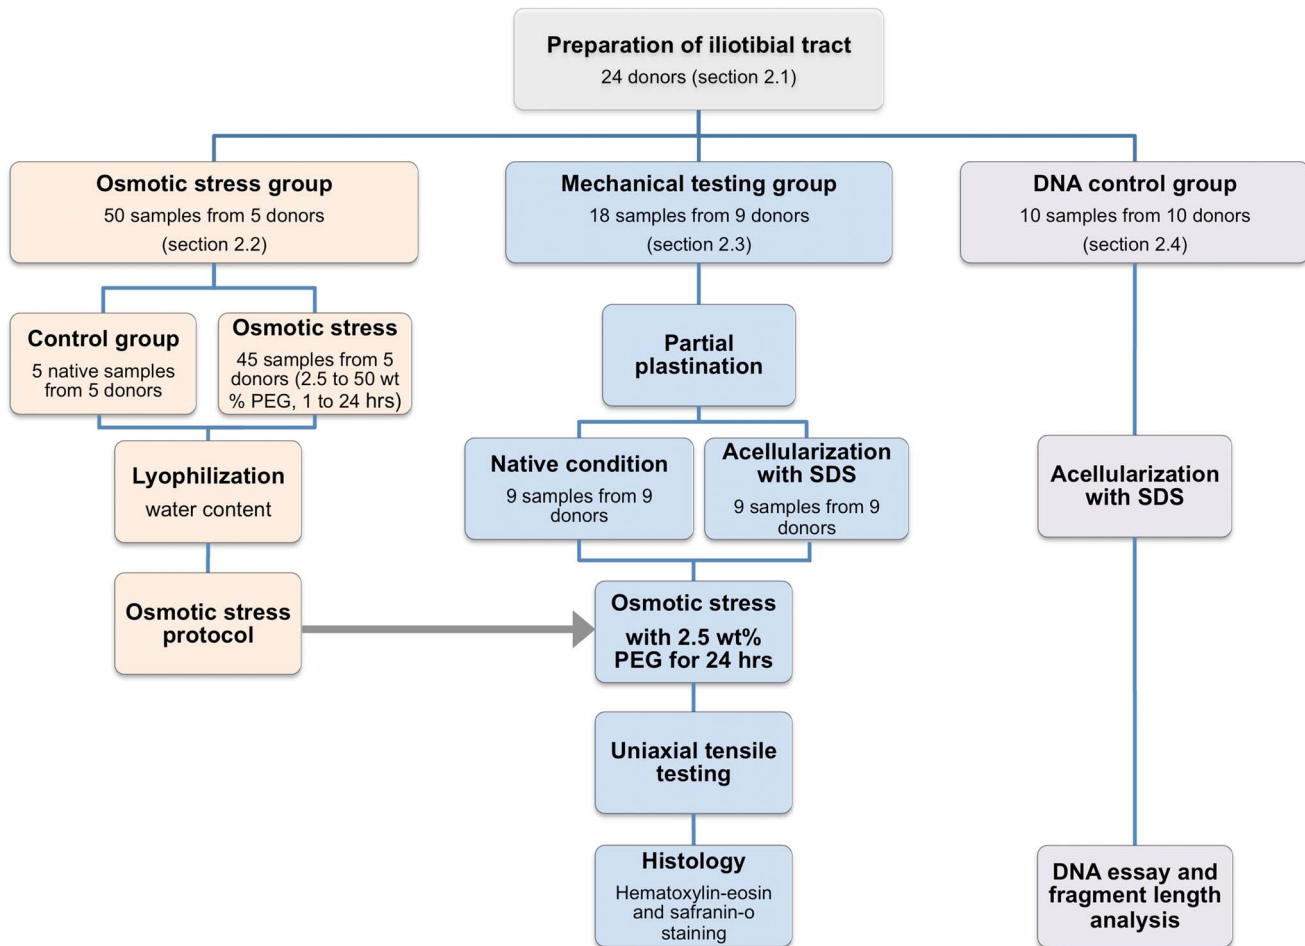 Preparation of iliotibial tract
24 donors (section 2.1)
Osmotic stress group
50 samples from 5 donors
(section 2.2)
Mechanical testing group
18 samples from 9 donors
(section 2.3)
DNA control group
10 samples from 10 donors
(section 2.4)
Control group
5 native samples
from 5 donors
Osmotic stress
45 samples from 5
donors (2.5 to 50 wt
% PEG, 1 to 24 hrs)
Partial
plastination
Lyophilization
water content
Native condition
9 samples from 9
donors
Acellularization
with SDS
9 samples from 9
donors
Acellularization
with SDS
Osmotic stress
protocol
Osmotic stress
with 2.5 wt%
PEG for 24 hrs
Uniaxial tensile
testing
Histology
Hematoxylin-eosin
and safranin-o
staining
DNA essay and
fragment length
analysis